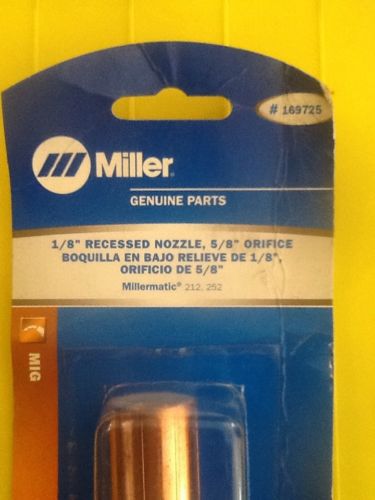 # 169725
Miller®
GENUINE PARTS
1/8" RECESSED NOZZLE, 5/8" ORIFICE
BOQUILLA EN BAJO RELIEVE DE 1/8",
ORIFICIO DE 5/8"
Millermatic® 212, 252
MIG